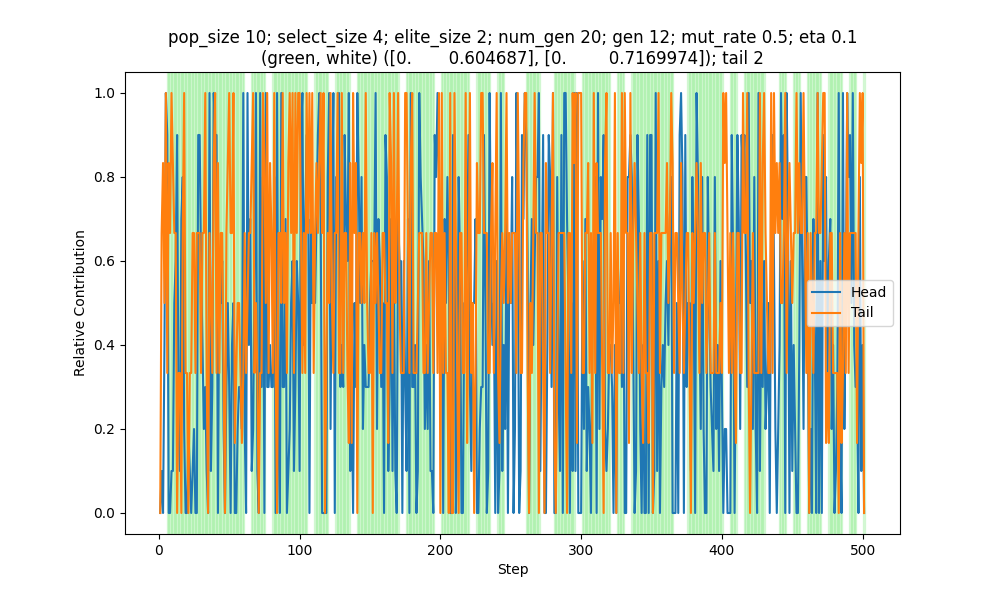 pop_size 10; select_size 4; elite_size 2; num_gen 20; gen 12; mut_rate 0.5; eta 0.1
(green, white) ([0. 0.604687], [0. 0.7169974]); tail 2
1.0
0.8
0.6
0.4
0.2
0.0
Relative Contribution
Head
Tail
0 100 200 300 400 500
Step